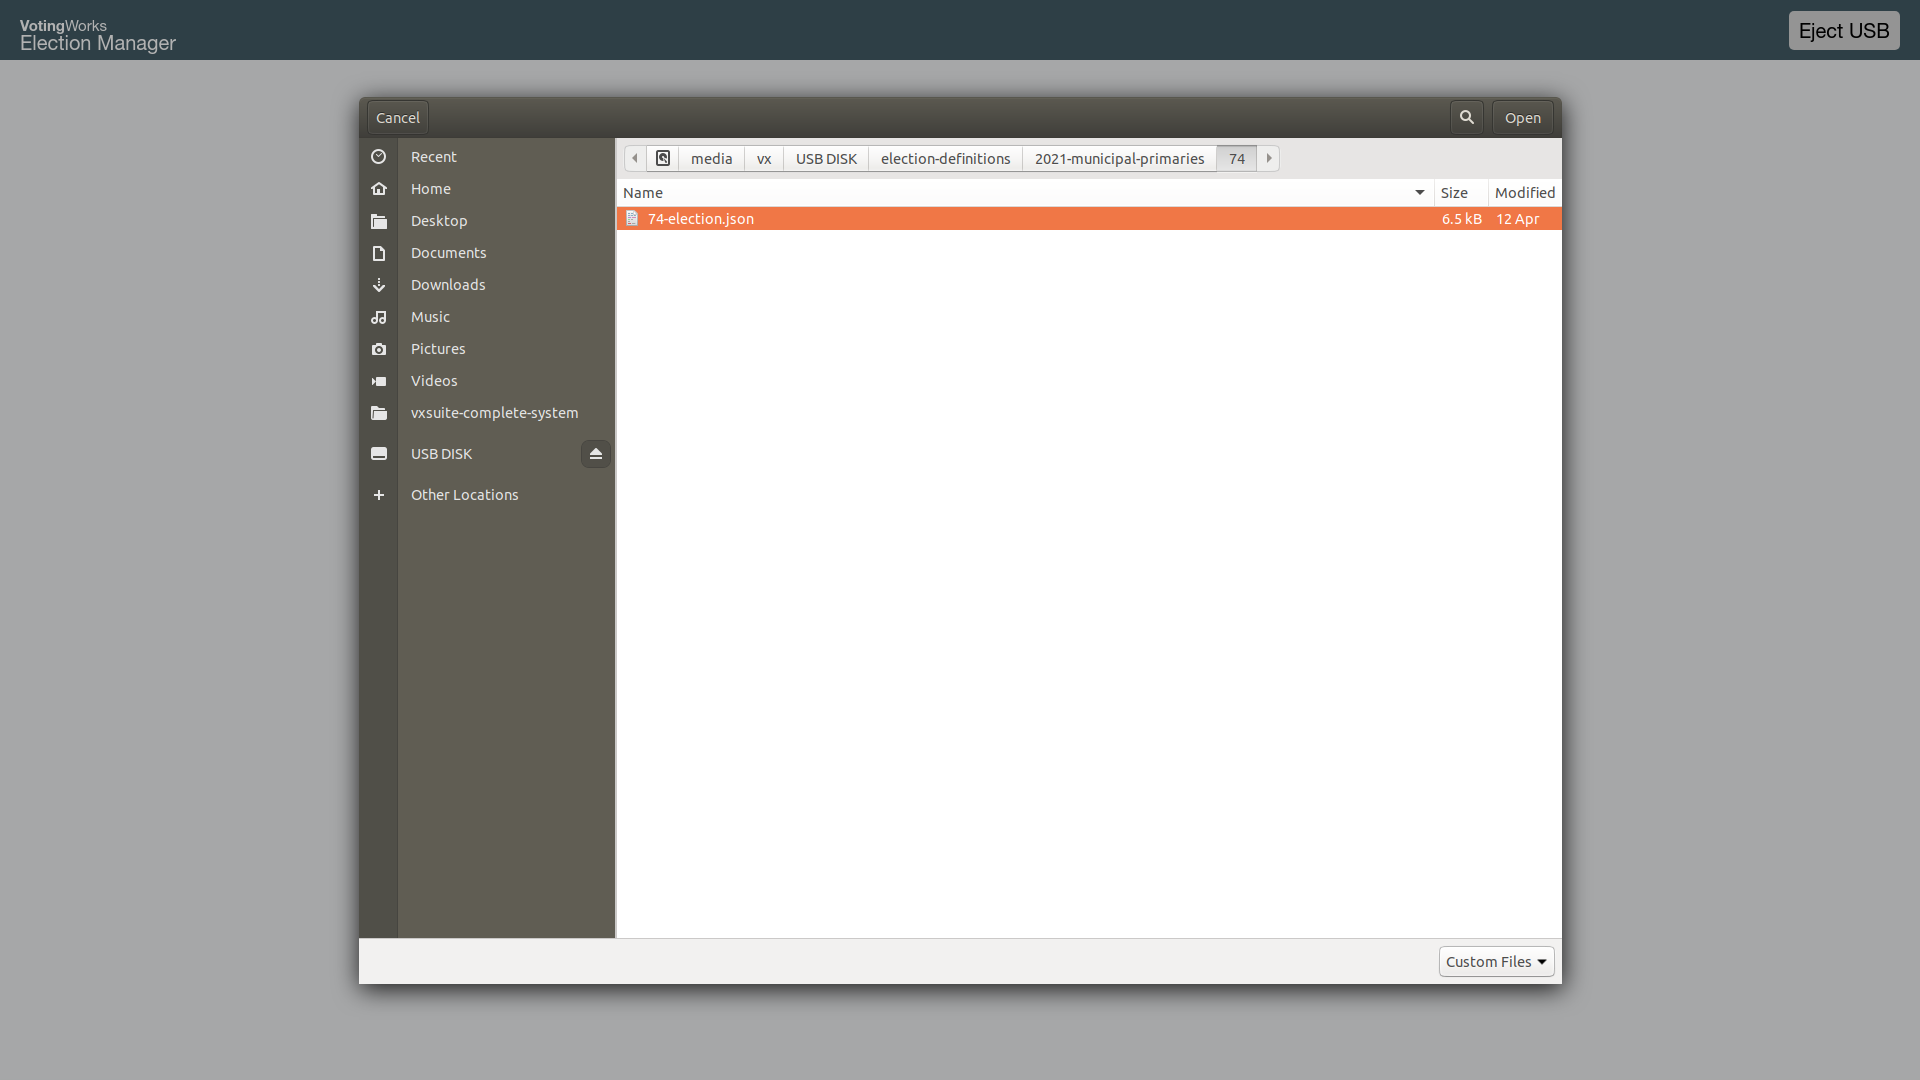 VotingWorks
Election Manager
Eject USB
Cancel
Open
Recent
Home
Desktop
Documents
Downloads
Music
Pictures
Videos
vxsuite-complete-system
USB DISK
Other Locations
media vx USB DISK election-definitions 2021-municipal-primaries 74
Name Size Modified
74-election.json 6.5 kB 12 Apr
Custom Files